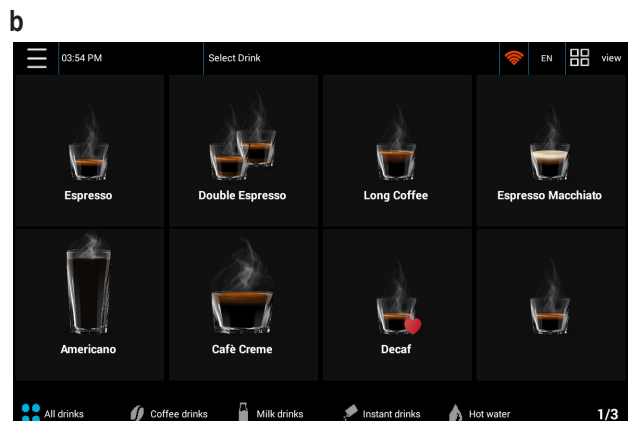 b
03:54 PM Select Drink EN view
Espresso Double Espresso Long Coffee Espresso Macchiato
Americano Cafè Creme Decaf
All drinks Coffee drinks Milk drinks Instant drinks Hot water 1/3